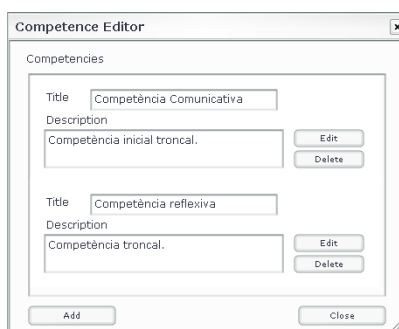 Competence Editor
Competencies
Title Competència Comunicativa
Description
Competència inicial troncal.
Edit
Delete
Title Competència reflexiva
Description
Competència troncal.
Edit
Delete
Add Close